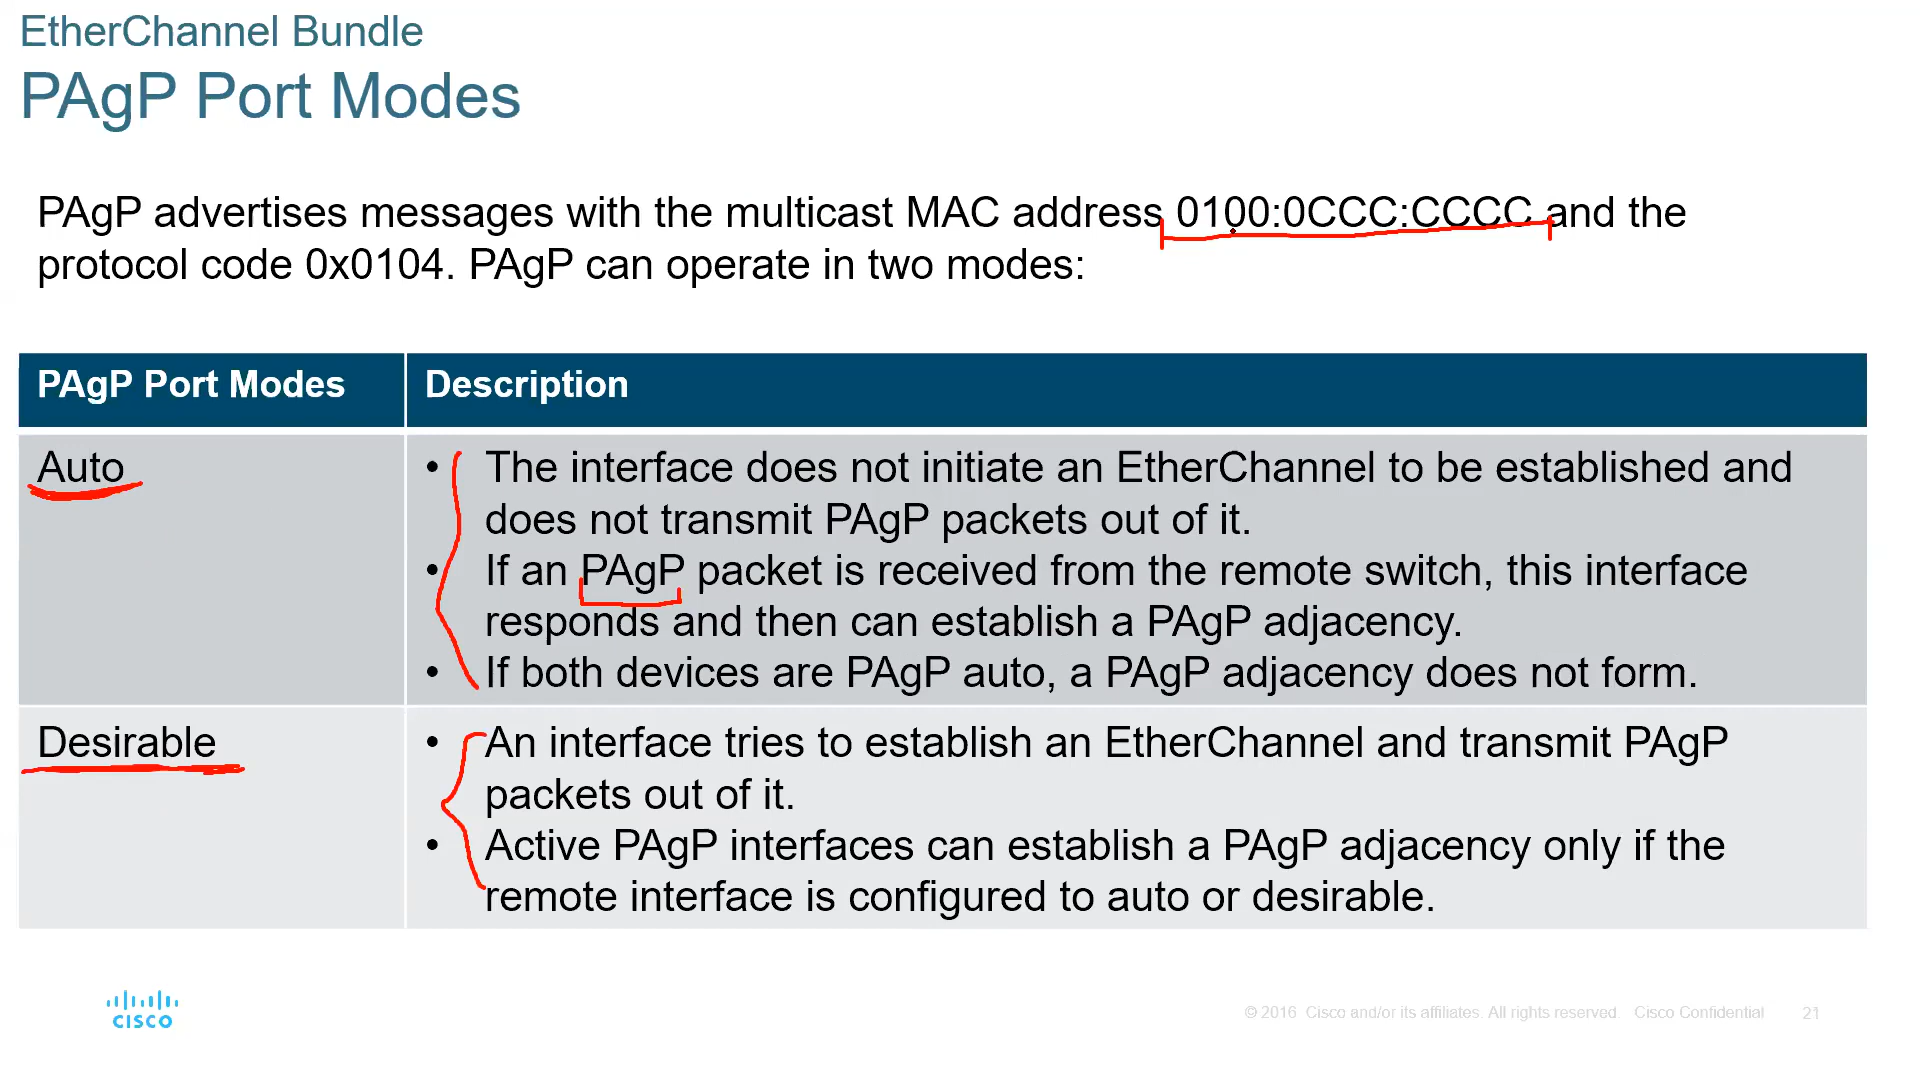 EtherChannel Bundle
PAgP Port Modes
PAgP advertises messages with the multicast MAC address 0100:0CCC:CCCC and the
protocol code 0x0104. PAgP can operate in two modes:
PAgP Port Modes
Description
Auto
• The interface does not initiate an EtherChannel to be established and
does not transmit PAgP packets out of it.
• If an PAgP packet is received from the remote switch, this interface
responds and then can establish a PAgP adjacency.
• If both devices are PAgP auto, a PAgP adjacency does not form.
Desirable
• An interface tries to establish an EtherChannel and transmit PAgP
packets out of it.
• Active PAgP interfaces can establish a PAgP adjacency only if the
remote interface is configured to auto or desirable.
CISCO
© 2016 Cisco and/or its affiliates. All rights reserved. Cisco Confidential 21